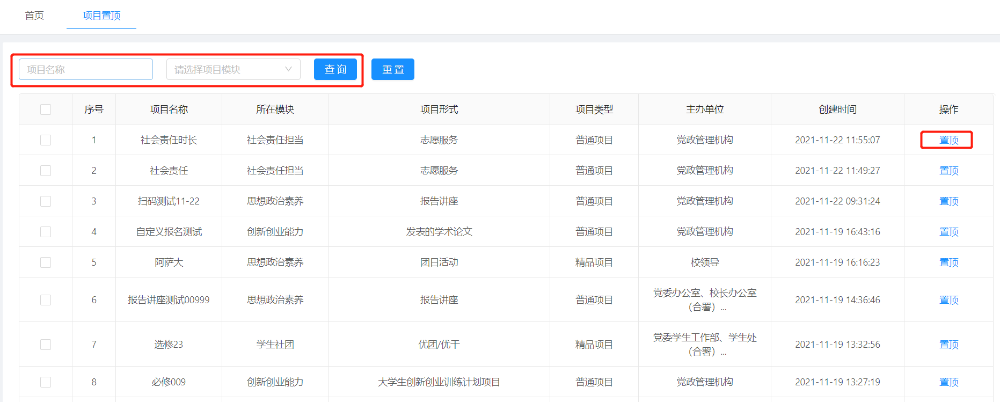 首页 项目置顶
项目名称 请选择项目模块 查 询 重 置
序号 项目名称 所在模块 项目形式 项目类型 主办单位 创建时间 操作
1 社会责任时长 社会责任担当 志愿服务 普通项目 党政管理机构 2021-11-22 11:55:07 置顶
2 社会责任 社会责任担当 志愿服务 普通项目 党政管理机构 2021-11-22 11:49:27 置顶
3 扫码测试11-22 思想政治素养 报告讲座 普通项目 党政管理机构 2021-11-22 09:31:24 置顶
4 自定义报名测试 创新创业能力 发表的学术论文 普通项目 党政管理机构 2021-11-19 16:43:16 置顶
5 阿萨大 思想政治素养 团日活动 精品项目 校领导 2021-11-19 16:16:23 置顶
6 报告讲座测试00999 思想政治素养 报告讲座 普通项目 党委办公室、校长办公室
（合署）... 2021-11-19 14:36:46 置顶
7 选修23 学生社团 优团/优干 精品项目 党委学生工作部、学生处
（合署）... 2021-11-19 13:32:56 置顶
8 必修009 创新创业能力 大学生创新创业训练计划项目 普通项目 党政管理机构 2021-11-19 13:27:19 置顶